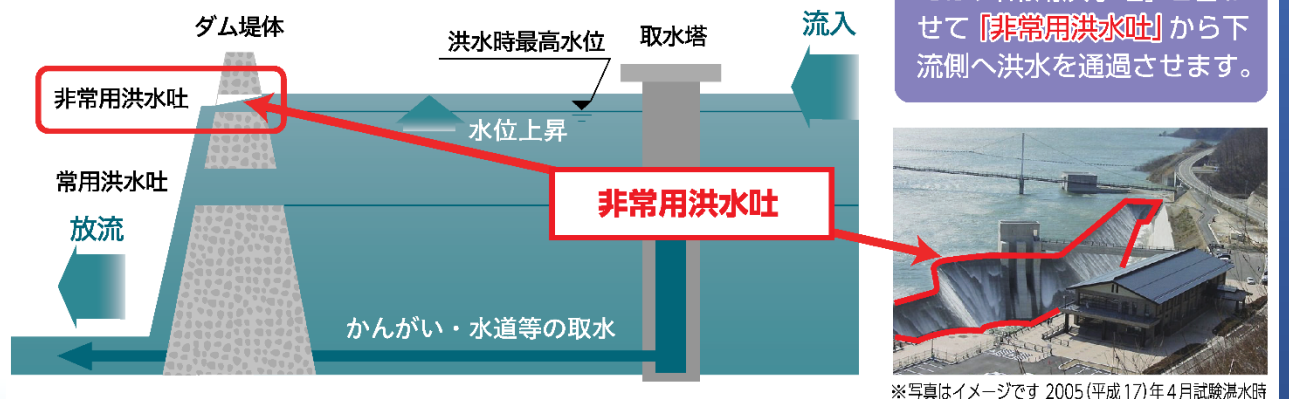 ダム堤体
洪水時最高水位
取水塔
流入
非常用洪水吐
水位上昇
常用洪水吐
放流
非常用洪水吐
かんがい・水道等の取水
せて「非常用洪水吐」から下
流側へ洪水を通過させます。
※写真はイメージです 2005(平成17)年4月試験湛水時